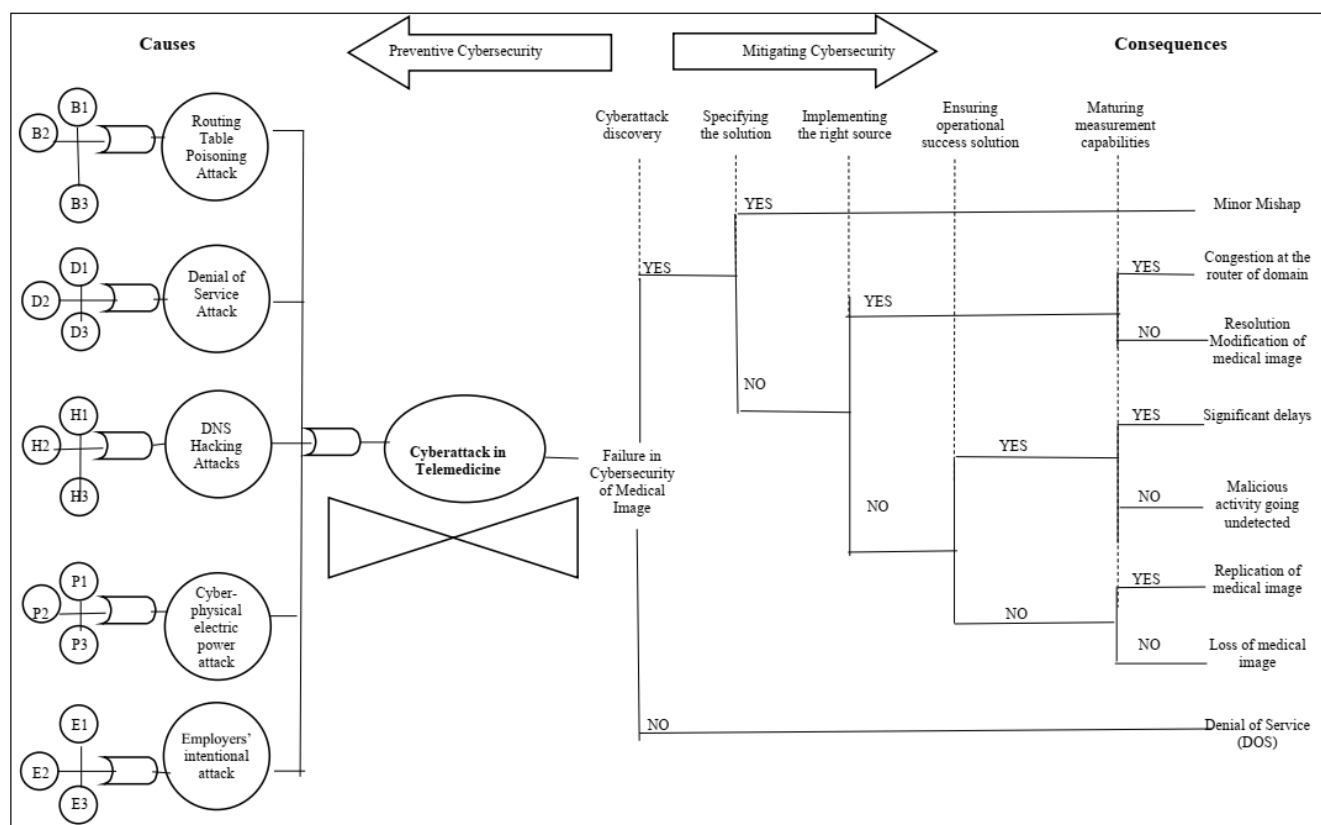 Causes
Preventive Cybersecurity
Mitigating Cybersecurity
Consequences
B1
B2
B3
Routing
Table
Poisoning
Attack
D1
D2
D3
Denial of
Service
Attack
H1
H2
H3
DNS
Hacking
Attacks
P1
P2
P3
Cyber-
physical
electric
power
attack
E1
E2
E3
Employers'
intentional
attack
Cyberattack in
Telemedicine
Failure in
Cybersecurity
of Medical
Image
Cyberattack
discovery
Specifying
the solution
Implementing
the right source
Ensuring
operational
success solution
Maturing
measurement
capabilities
YES
NO
YES
NO
YES
NO
YES
NO
YES
NO
YES
NO
YES
NO
Minor Mishap
Congestion at the
router of domain
Resolution
Modification of
medical image
Significant delays
Malicious
activity going
undetected
Replication of
medical image
Loss of medical
image
Denial of Service
(DOS)